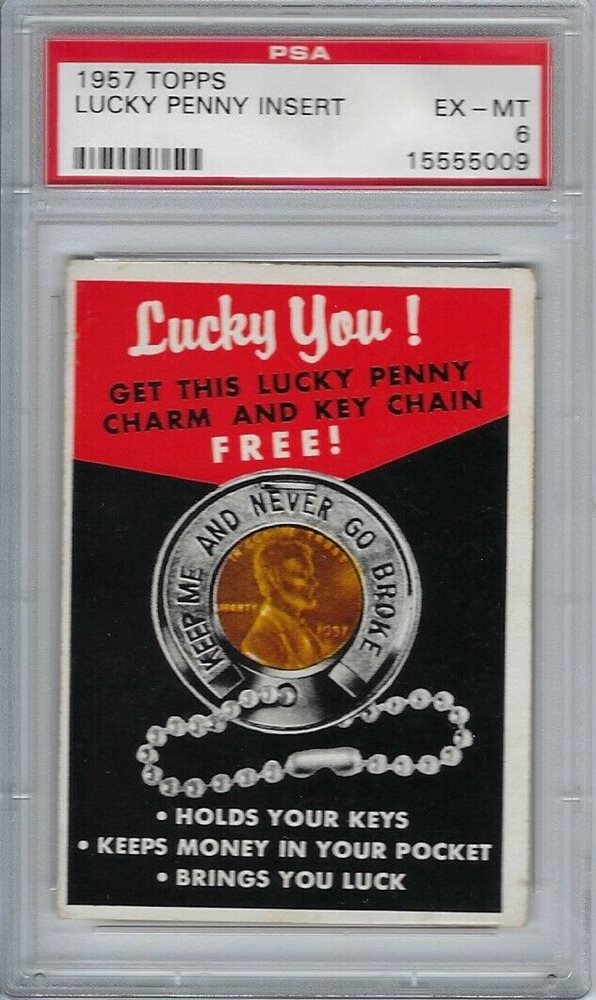 PSA
1957 TOPPS
LUCKY PENNY INSERT EX - MT
6
15555009
Lucky You !
GET THIS LUCKY PENNY
CHARM AND KEY CHAIN
FREE!
KEEP ME AND NEVER GO BROKE
LIBERTY 1957
• HOLDS YOUR KEYS
• KEEPS MONEY IN YOUR POCKET
• BRINGS YOU LUCK